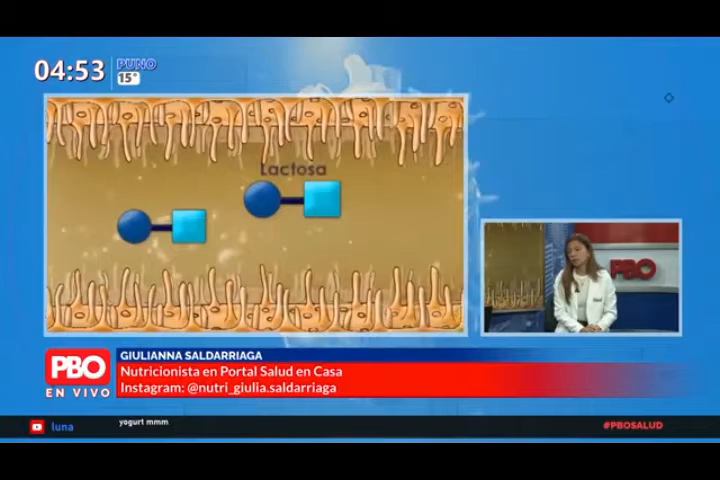 04:53
PUNO
15°
Lactosa
PBO
PBO
EN VIVO
GIULIANNA SALDARRIAGA
Nutricionista en Portal Salud en Casa
Instagram: @nutri_giulia.saldarriaga
luna
yogurt mmm
#PBOSALUD